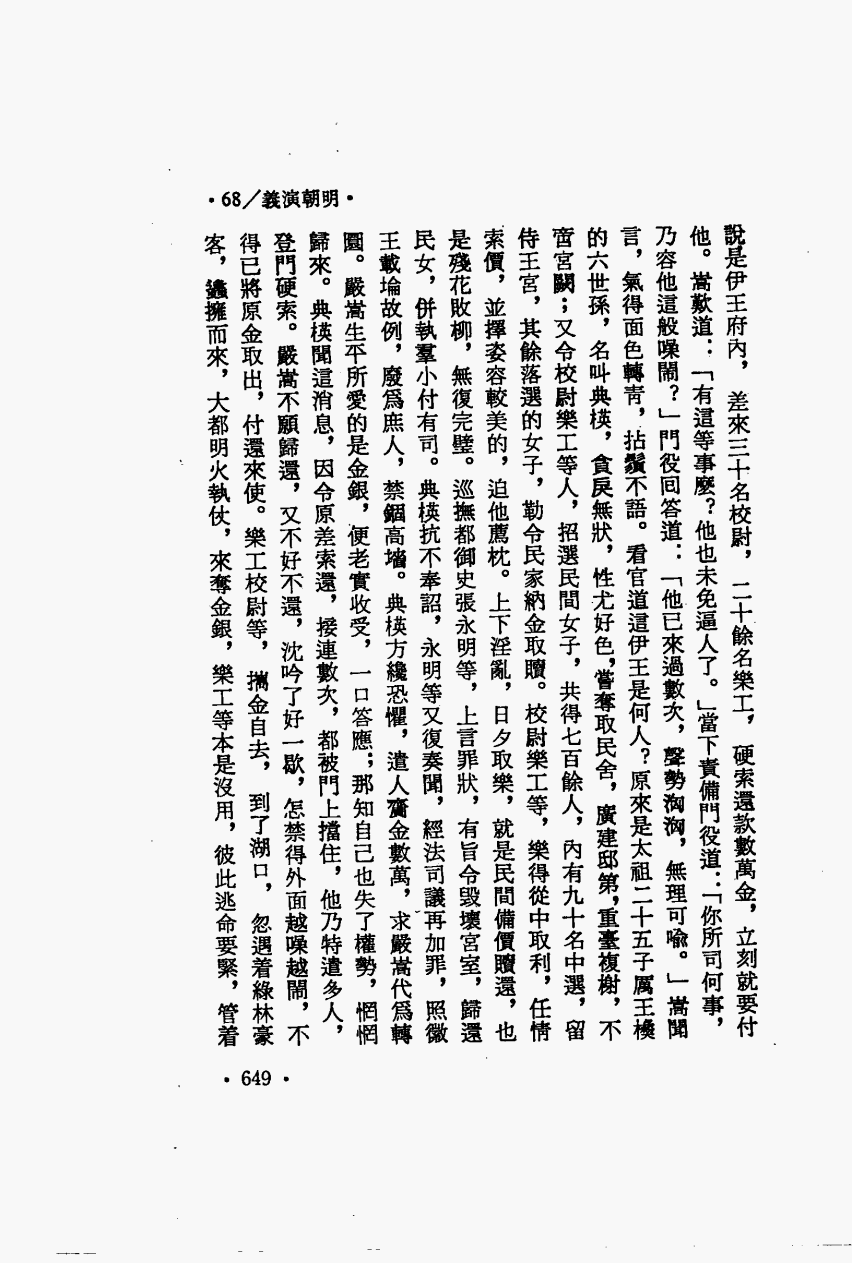 ·68／義演朝明·
說是伊王府內，差來三十名校尉，二十餘名樂工，硬索還款數萬金，立刻就要付
他。嵩歎道：「有這等事麼？他也未免逼人了。」當下責備門役道：「你所司何事，
乃容他這般噪鬧？」門役回答道：「他已來過數次，聲勢洶洶，無理可喻。」嵩聞
言，氣得面色轉青，拈鬚不語。看官道這伊王是何人？原來是太祖二十五子厲王㰘
的六世孫，名叫典楧，貪戾無狀，性尤好色，嘗奪取民舍，廣建邸第，重臺複榭，不
啻宮闕；又令校尉樂工等人，招選民間女子，共得七百餘人，內有九十名中選，留
侍王宮，其餘落選的女子，勒令民家納金取贖。校尉樂工等，樂得從中取利，任情
索價，並擇姿容較美的，迫他薦枕。上下淫亂，日夕取樂，就是民間備價贖還，也
是殘花敗柳，無復完璧。巡撫都御史張永明等，上言罪狀，有旨令毀壞宮室，歸還
民女，併執羣小付有司。典楧抗不奉詔，永明等又復奏聞，經法司議再加罪，照徽
王載埨故例，廢爲庶人，禁錮高墻。典楧方纔恐懼，遣人齎金數萬，求嚴嵩代爲轉
圜。嚴嵩生平所愛的是金銀，便老實收受，一口答應；那知自己也失了權勢，惘惘
歸來。典楧聞這消息，因令原差索還，接連數次，都被門上擋住，他乃特遣多人，
登門硬索。嚴嵩不願歸還，又不好不還，沈吟了好一歇，怎禁得外面越噪越鬧，不
得已將原金取出，付還來使。樂工校尉等，攜金自去，到了湖口，忽遇着綠林豪
客，蠭擁而來，大都明火執仗，來奪金銀，樂工等本是沒用，彼此逃命要緊，管着
·649·